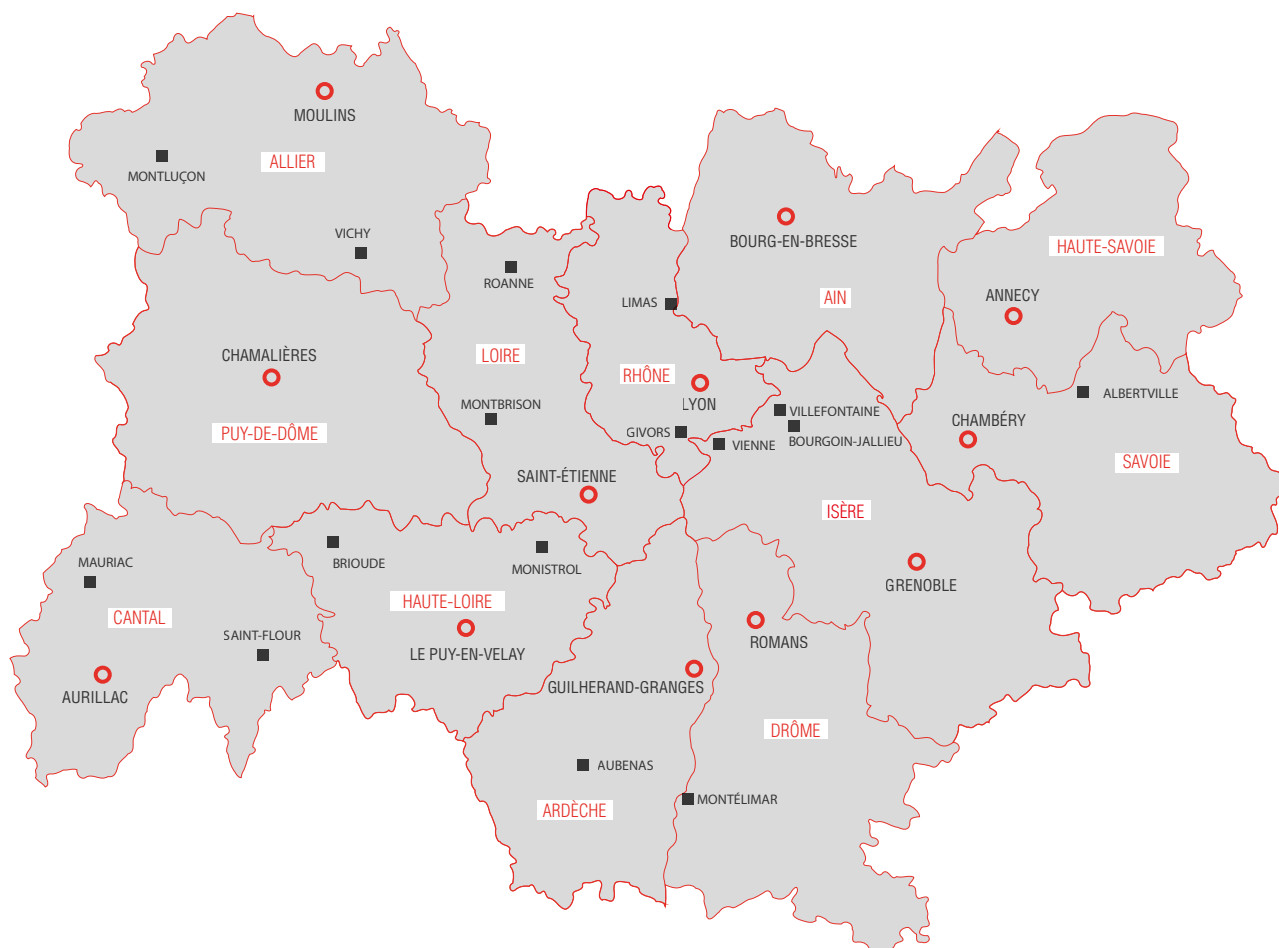 MOULINS
ALLIER
MONTLUÇON
VICHY
BOURG-EN-BRESSE
HAUTE-SAVOIE
ROANNE
LIMAS
AIN
ANNECY
CHAMALIÈRES
LOIRE
RHÔNE
LYON
MONTBRISON
VILLEFONTAINE
ALBERTVILLE
CHAMBÉRY
PUY-DE-DÔME
GIVORS
VIENNE
BOURGOIN-JALLIEU
SAVOIE
SAINT-ÉTIENNE
ISÈRE
MAURIAC
BRIOUDE
MONISTROL
GRENOBLE
HAUTE-LOIRE
CANTAL
SAINT-FLOUR
LE PUY-EN-VELAY
ROMANS
AURILLAC
GUILHERAND-GRANGES
DRÔME
AUBENAS
MONTÉLIMAR
ARDÈCHE